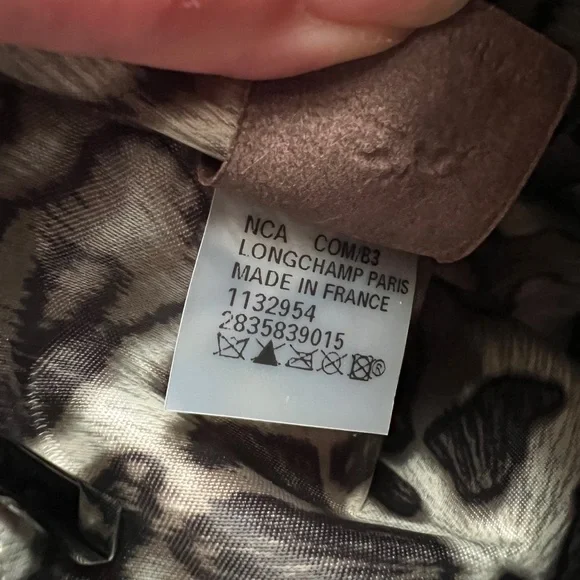 NCA COM/B3
LONGCHAMP PARIS
MADE IN FRANCE
1132954
2835839015